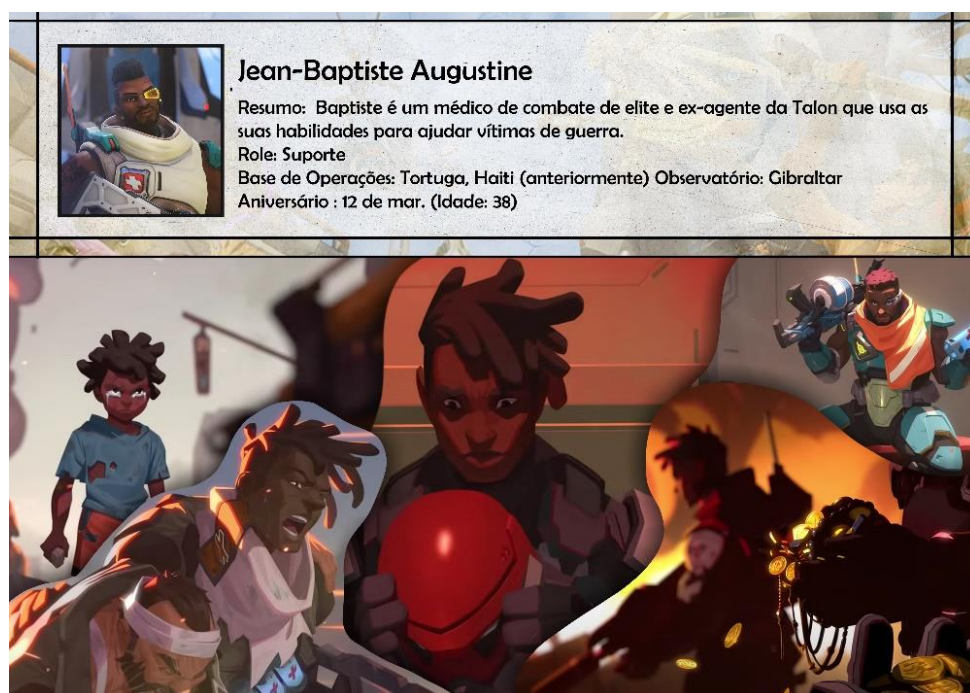 Jean-Baptiste Augustine
Resumo: Baptiste é um médico de combate de elite e ex-agente da Talon que usa as
suas habilidades para ajudar vítimas de guerra.
Role: Suporte
Base de Operações: Tortuga, Haiti (anteriormente) Observatório: Gibraltar
Aniversário : 12 de mar. (Idade: 38)